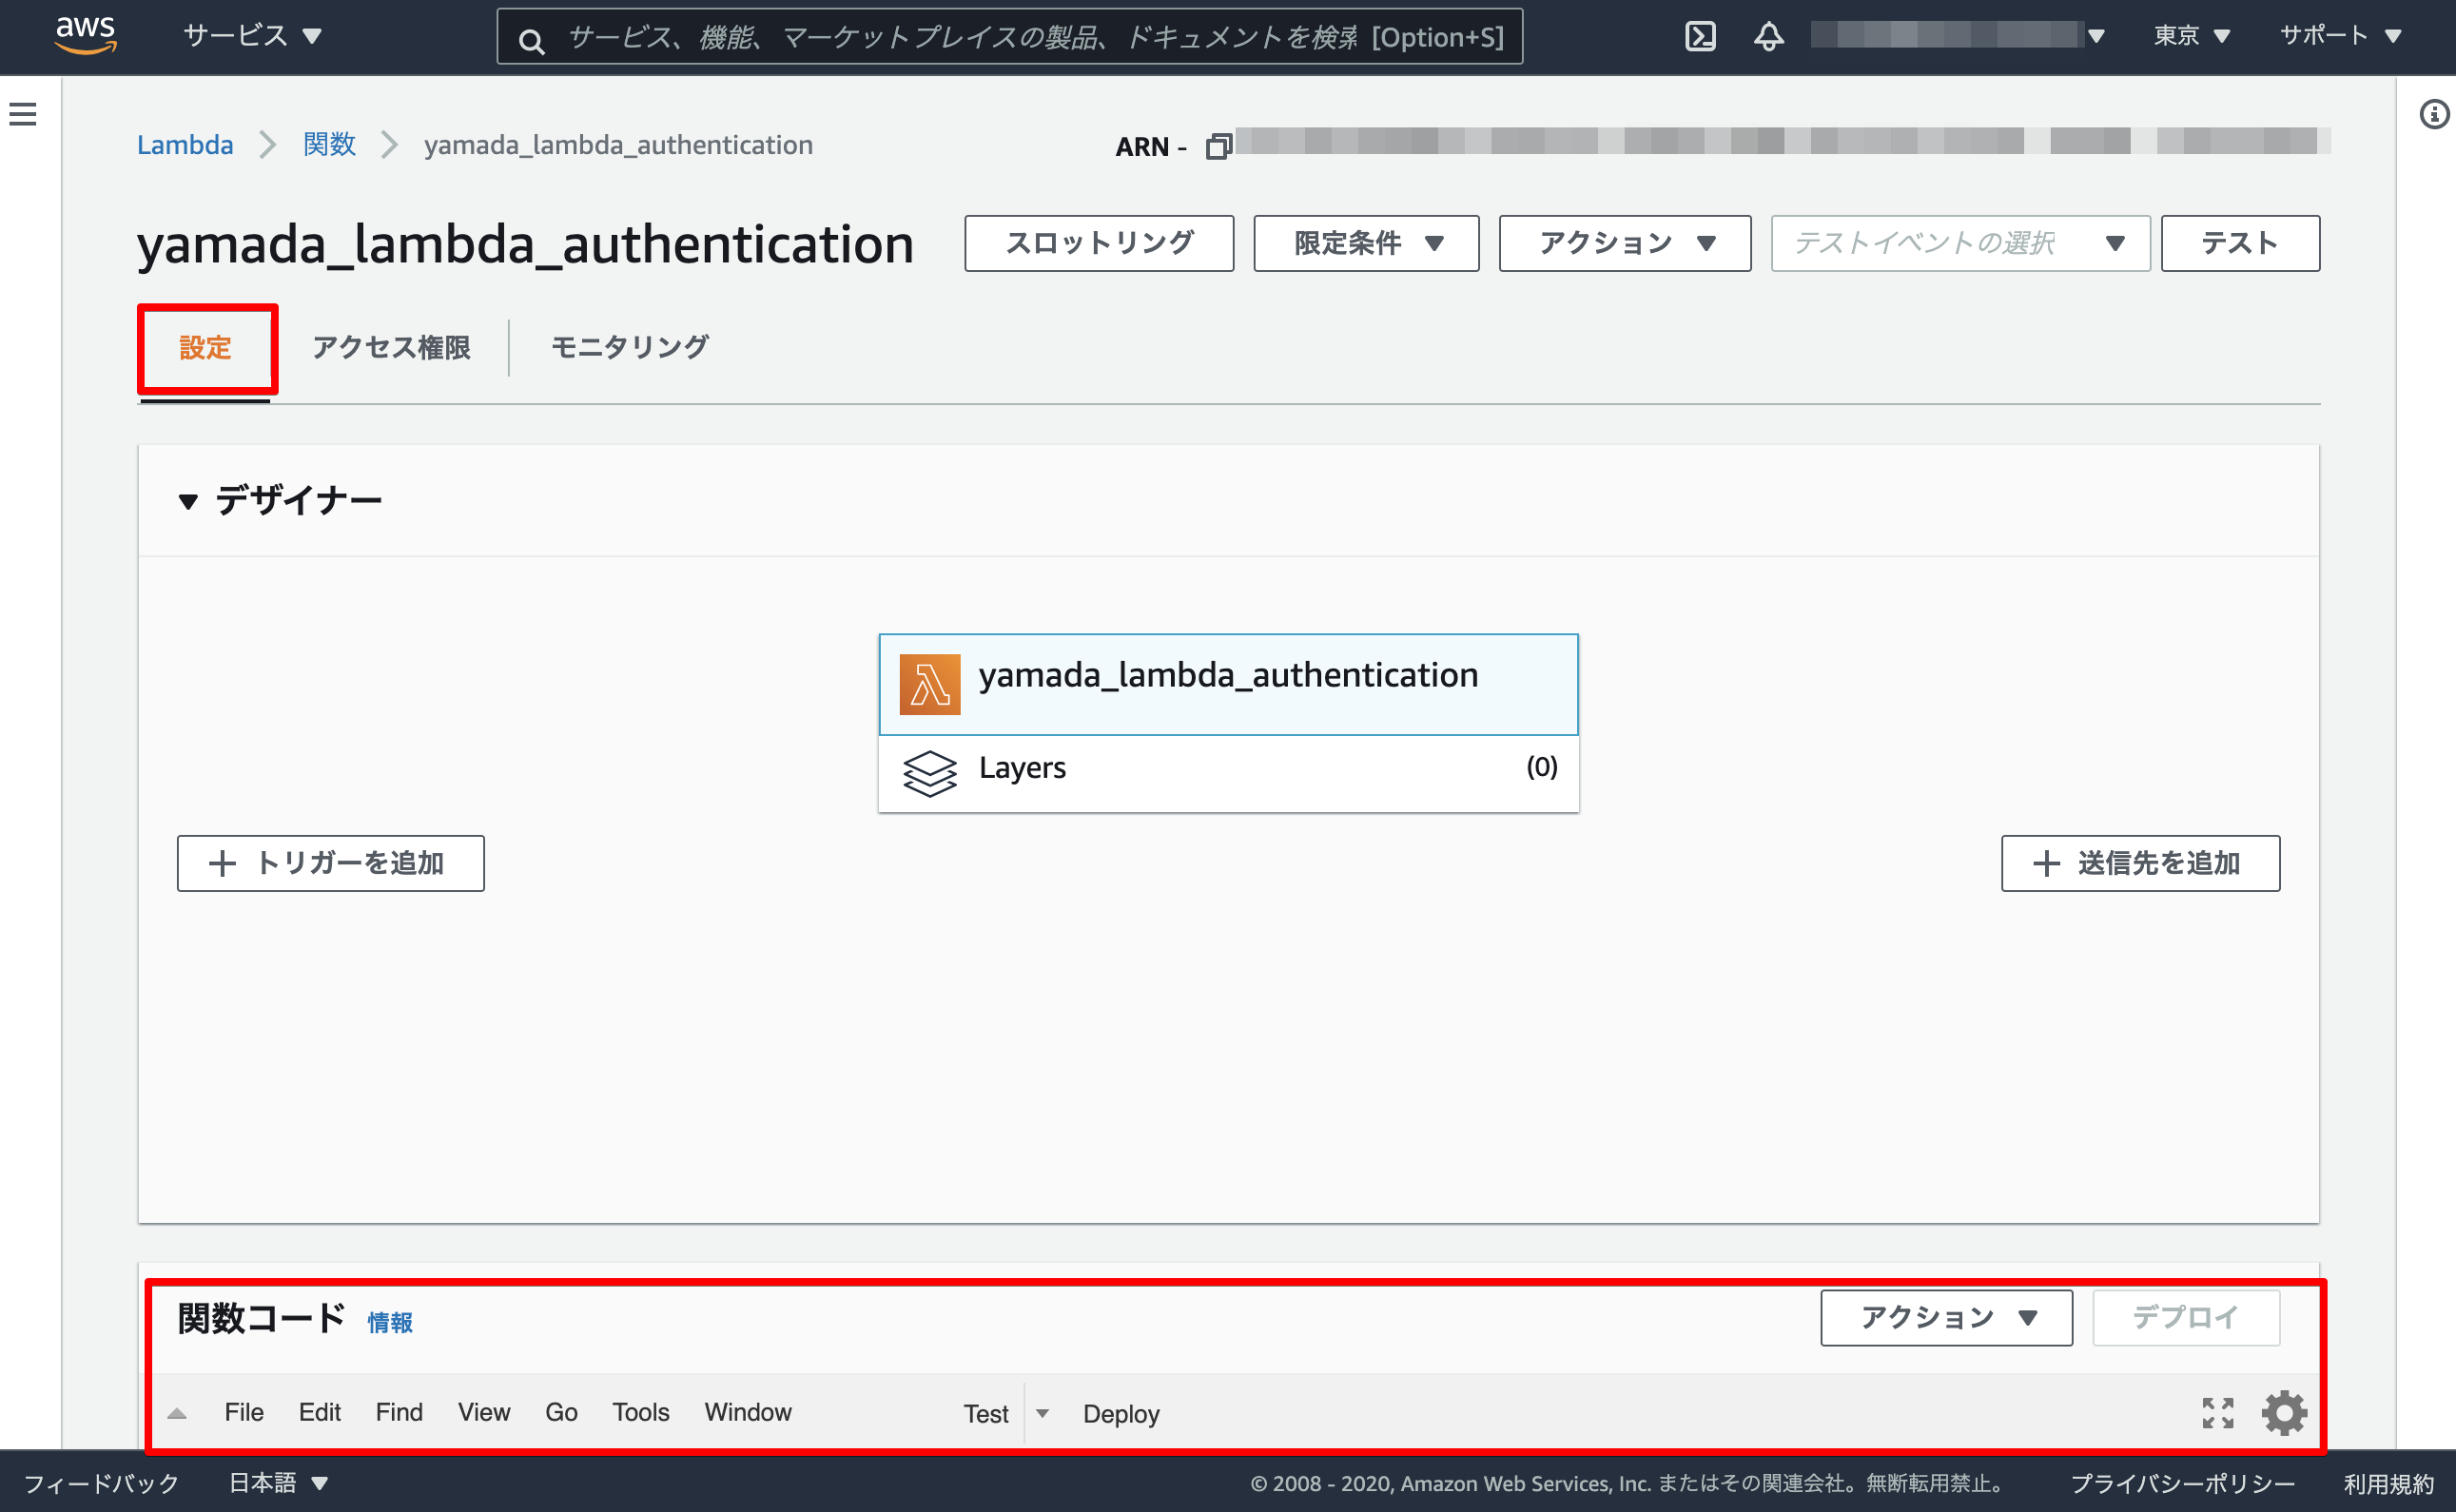 aws サービス サービス、機能、マーケットプレイスの製品、ドキュメントを検索 [Option+S] 東京 サポート
Lambda 関数 yamada_lambda_authentication ARN -
yamada_lambda_authentication スロットリング 限定条件 アクション テストイベントの選択 テスト
設定 アクセス権限 モニタリング
デザイナー
yamada_lambda_authentication
Layers (0)
トリガーを追加 送信先を追加
関数コード 情報 アクション デプロイ
File Edit Find View Go Tools Window Test Deploy
フィードバック 日本語 © 2008 - 2020, Amazon Web Services, Inc. またはその関連会社。無断転用禁止。 プライバシーポリシー 利用規約